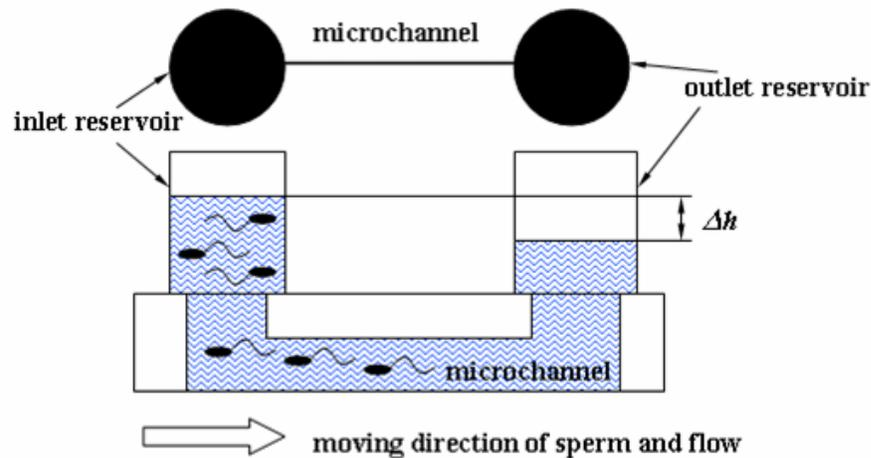 microchannel
outlet reservoir
inlet reservoir
Δh
microchannel
moving direction of sperm and flow